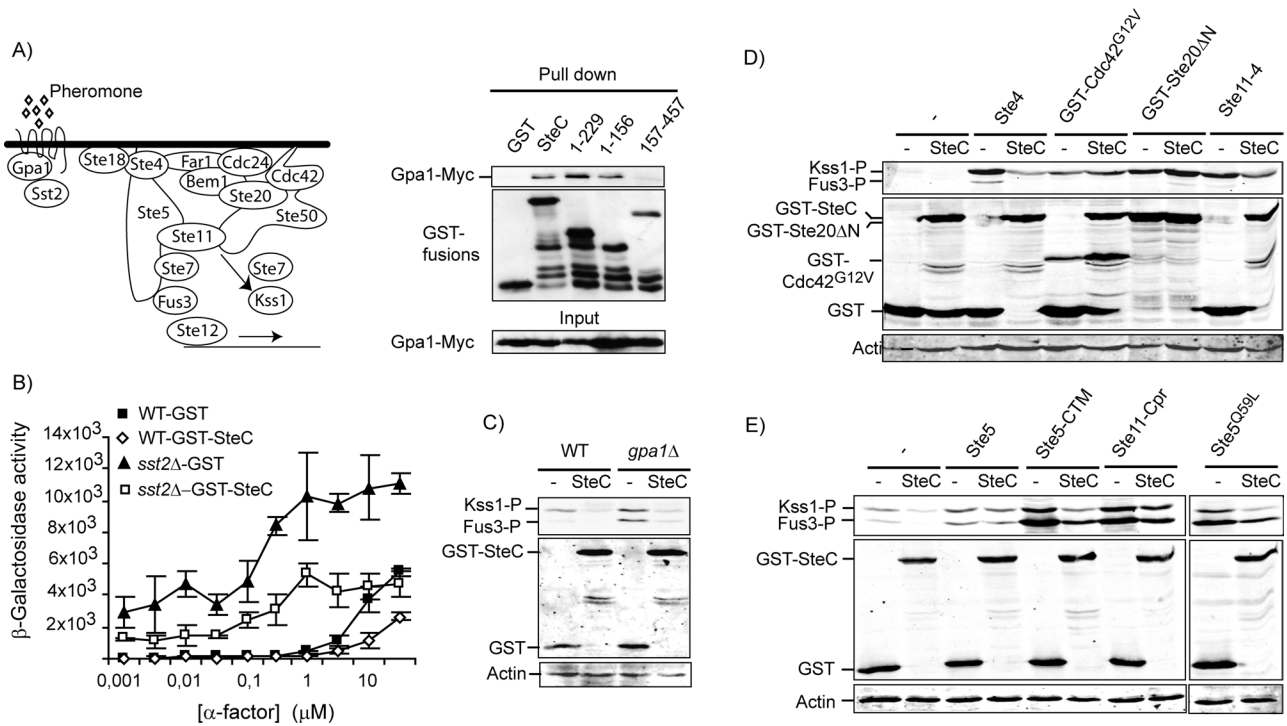 A)
Pheromone
Gpa1
Sst2
Ste18
Ste4
Far1
Cdc24
Cdc42
Bem1
Ste20
Ste5
Ste50
Ste11
Ste7
Ste7
Fus3
Kss1
Ste12
Pull down
GST
SteC
1-229
1-156
157-457
Gpa1-Myc
GST-
fusions
Input
Gpa1-Myc
B)
WT-GST
WT-GST-SteC
sst2Δ-GST
sst2Δ–GST-SteC
β-Galactosidase activity
14x10³
12x10³
10x10³
8x10³
6x10³
4x10³
2x10³
0,001 0,01 0,1 1 10
[α-factor] (μM)
C)
WT gpa1Δ
- SteC - SteC
Kss1-P
Fus3-P
GST-SteC
GST
Actin
D)
- Ste4 GST-Cdc42G12V GST-Ste20ΔN Ste11-4
- SteC - SteC - SteC - SteC - SteC
Kss1-P
Fus3-P
GST-SteC
GST-Ste20ΔN
GST-
Cdc42G12V
GST
Acti
E)
- Ste5 Ste5-CTM Ste11-Cpr Ste5Q59L
- SteC - SteC - SteC - SteC - SteC
Kss1-P
Fus3-P
GST-SteC
GST
Actin